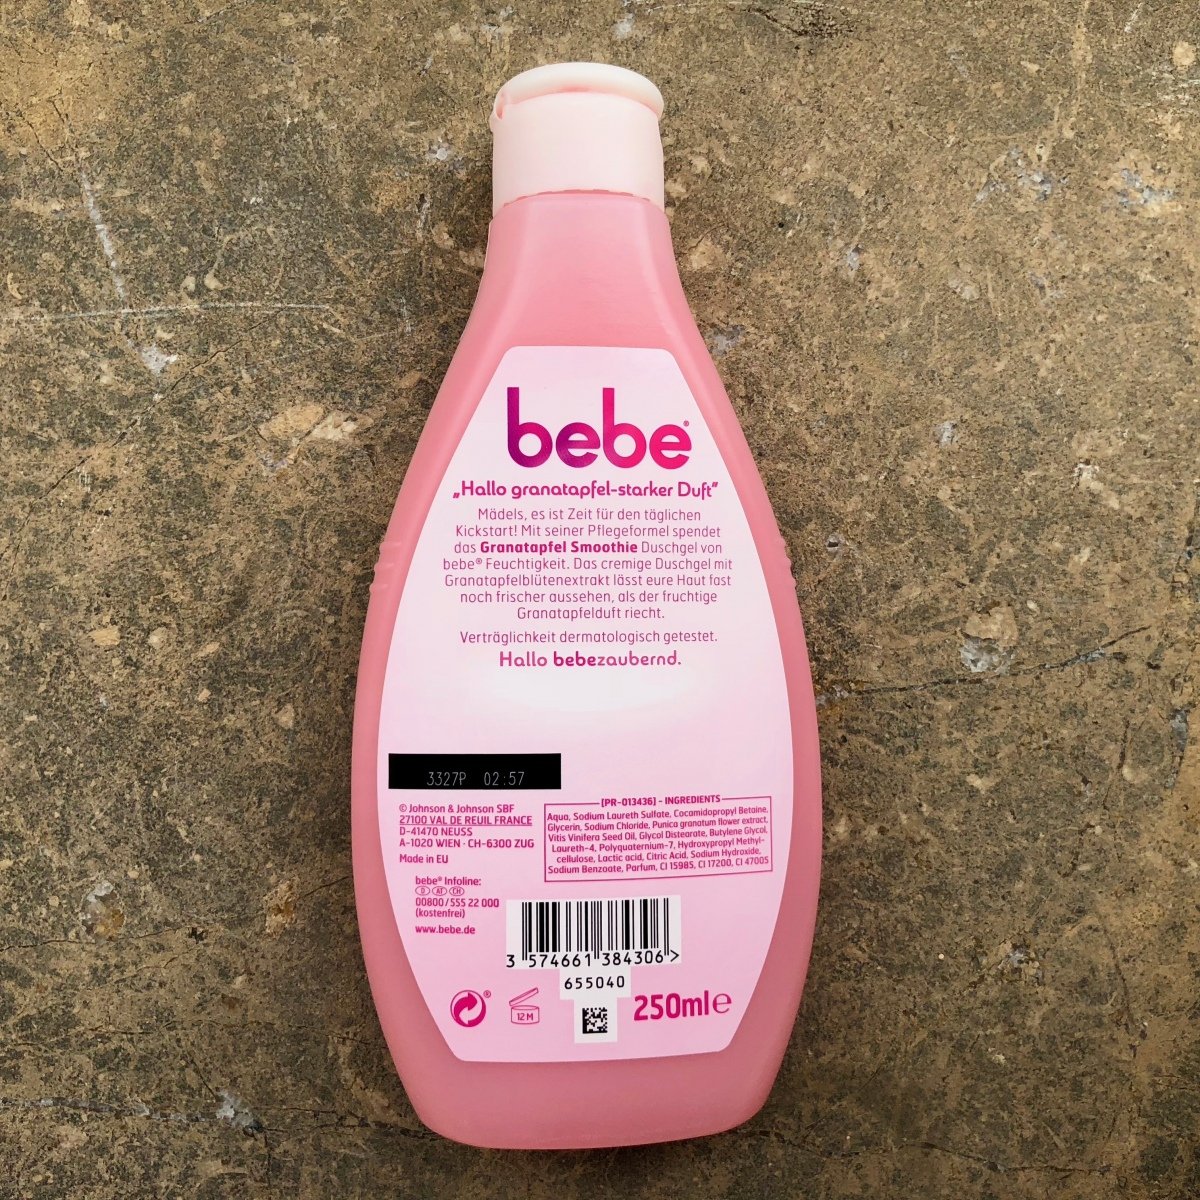 bebe®
„Hallo granatapfel-starker Duft“
Mädels, es ist Zeit für den täglichen
Kickstart! Mit seiner Pflegeformel spendet
das Granatapfel Smoothie Duschgel von
bebe® Feuchtigkeit. Das cremige Duschgel mit
Granatapfelblütenextrakt lässt eure Haut fast
noch frischer aussehen, als der fruchtige
Granatapfelduft riecht.
Verträglichkeit dermatologisch getestet.
Hallo bebezaubernd.
3327P 02:57
© Johnson & Johnson SBF
27100 VAL DE REUIL FRANCE
D-41470 NEUSS
A-1020 WIEN · CH-6300 ZUG
Made in EU
bebe® Infoline:
D AT CH
00800/555 22 000
(kostenfrei)
www.bebe.de
[PR-013436] - INGREDIENTS
Aqua, Sodium Laureth Sulfate, Cocamidopropyl Betaine,
Glycerin, Sodium Chloride, Punica granatum flower extract,
Vitis Vinifera Seed Oil, Glycol Distearate, Butylene Glycol,
Laureth-4, Polyquaternium-7, Hydroxypropyl Methyl-
cellulose, Lactic acid, Citric Acid, Sodium Hydroxide,
Sodium Benzoate, Parfum, CI 15985, CI 17200, CI 47005
3 574661 384306 >
655040
®
12M
250ml e